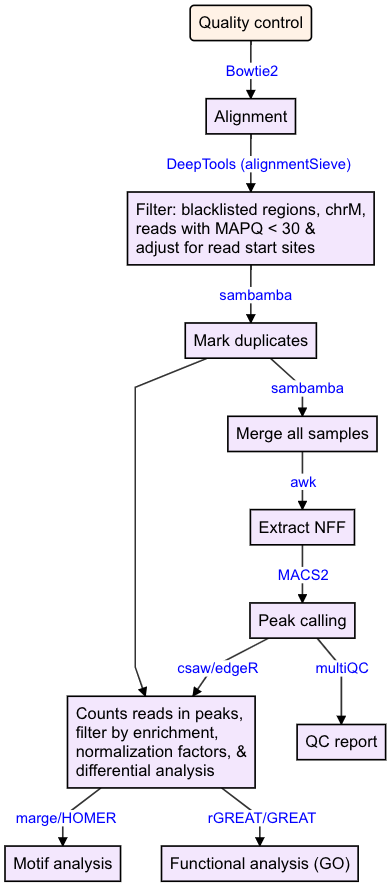 Quality control
Bowtie2
Alignment
DeepTools (alignmentSieve)
Filter: blacklisted regions, chrM,
reads with MAPQ < 30 &
adjust for read start sites
sambamba
Mark duplicates
sambamba
Merge all samples
awk
Extract NFF
MACS2
Peak calling
csaw/edgeR
multiQC
Counts reads in peaks,
filter by enrichment,
normalization factors, &
differential analysis
QC report
marge/HOMER
rGREAT/GREAT
Motif analysis
Functional analysis (GO)